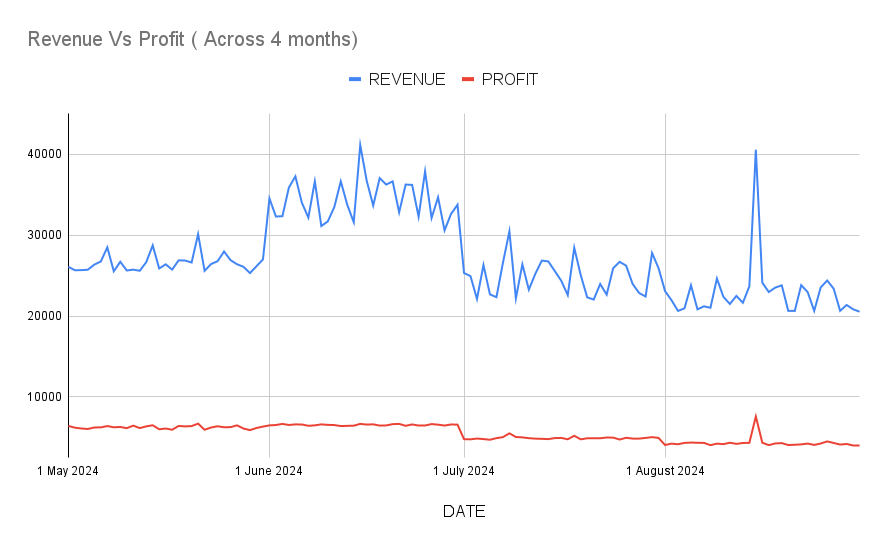 Revenue Vs Profit ( Across 4 months)
REVENUE PROFIT
40000
30000
20000
10000
1 May 2024 1 June 2024 1 July 2024 1 August 2024
DATE